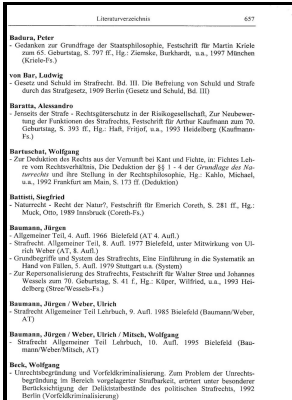 Literaturverzeichnis 657
Badura, Peter
- Gedanken zur Grundfrage der Staatsphilosophie, Festschrift für Martin Kriele
zum 65. Geburtstag, S. 797 ff., Hg.: Ziemske, Burkhardt, u.a., 1997 München
(Kriele-Fs.)
von Bar, Ludwig
- Gesetz und Schuld im Strafrecht. Bd. III. Die Befreiung von Schuld und Strafe
durch das Strafgesetz, 1909 Berlin (Gesetz und Schuld, Bd. III)
Baratta, Alessandro
- Jenseits der Strafe - Rechtsgüterschutz in der Risikogesellschaft, Zur Neubewer-
tung der Funktionen des Strafrechts, Festschrift für Arthur Kaufmann zum 70.
Geburtstag, S. 393 ff., Hg.: Haft, Fritjof, u.a., 1993 Heidelberg (Kaufmann-
Fs.)
Bartuschat, Wolfgang
- Zur Deduktion des Rechts aus der Vernunft bei Kant und Fichte, in: Fichtes Leh-
re vom Rechtsverhältnis, Die Deduktion der §§ 1 - 4 der Grundlage des Na-
turrechts und ihre Stellung in der Rechtsphilosophie, Hg.: Kahlo, Michael,
u.a., 1992 Frankfurt am Main, S. 173 ff. (Deduktion)
Battisti, Siegfried
- Naturrecht - Recht der Natur?, Festschrift für Emerich Coreth, S. 281 ff., Hg.:
Muck, Otto, 1989 Innsbruck (Coreth-Fs.)
Baumann, Jürgen
- Allgemeiner Teil, 4. Aufl. 1966 Bielefeld (AT 4. Aufl.)
- Strafrecht. Allgemeiner Teil, 8. Aufl. 1977 Bielefeld, unter Mitwirkung von Ul-
rich Weber (AT, 8. Aufl.)
- Grundbegriffe und System des Strafrechts, Eine Einführung in die Systematik an
Hand von Fällen, 5. Aufl. 1979 Stuttgart u.a. (System)
- Zur Repersonalisierung des Strafrechts, Festschrift für Walter Stree und Johannes
Wessels zum 70. Geburtstag, S. 41 f., Hg.: Küper, Wilfried, u.a., 1993 Hei-
delberg (Stree/Wessels-Fs.)
Baumann, Jürgen / Weber, Ulrich
- Strafrecht Allgemeiner Teil Lehrbuch, 9. Aufl. 1985 Bielefeld (Baumann/Weber,
AT)
Baumann, Jürgen / Weber, Ulrich / Mitsch, Wolfgang
- Strafrecht Allgemeiner Teil Lehrbuch, 10. Aufl. 1995 Bielefeld (Bau-
mann/Weber/Mitsch, AT)
Beck, Wolfgang
- Unrechtsbegründung und Vorfeldkriminalisierung. Zum Problem der Unrechts-
begründung im Bereich vorgelagerter Strafbarkeit, erörtert unter besonderer
Berücksichtigung der Deliktstatbestände des politischen Strafrechts, 1992
Berlin (Vorfeldkriminalisierung)